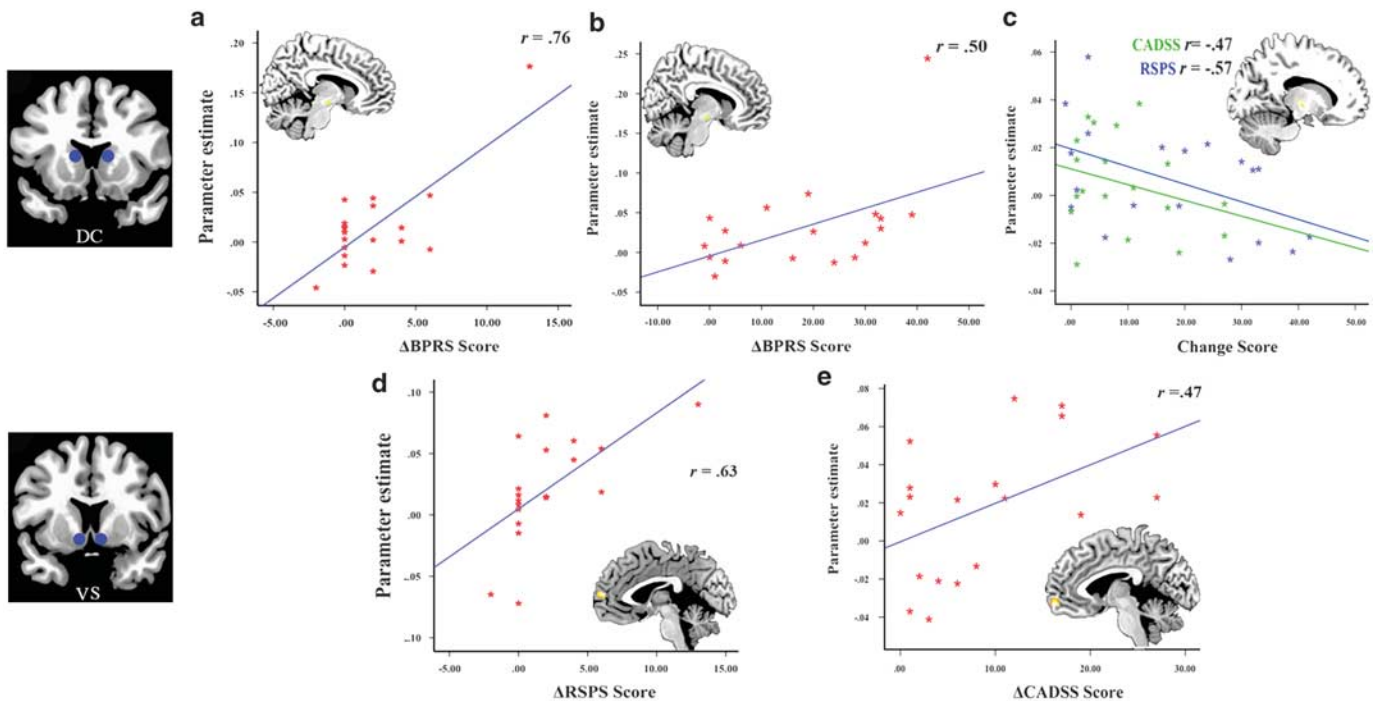 a
r = .76
.20
.15
.10
.05
.00
-.05
Parameter estimate
-5.00 .00 5.00 10.00 15.00
ΔBPRS Score
b
r = .50
.25
.20
.15
.10
.05
.00
-.05
Parameter estimate
-10.00 .00 10.00 20.00 30.00 40.00 50.00
ΔBPRS Score
c
CADSS r= -.47
RSPS r = -.57
.06
.04
.02
.00
-.02
-.04
Parameter estimate
.00 10.00 20.00 30.00 40.00 50.00
Change Score
DC
d
r = .63
.10
.05
.00
-.05
-.10
Parameter estimate
-5.00 .00 5.00 10.00 15.00
ΔRSPS Score
e
r =.47
.08
.06
.04
.02
.00
-.02
-.04
Parameter estimate
.00 10.00 20.00 30.00
ΔCADSS Score
VS